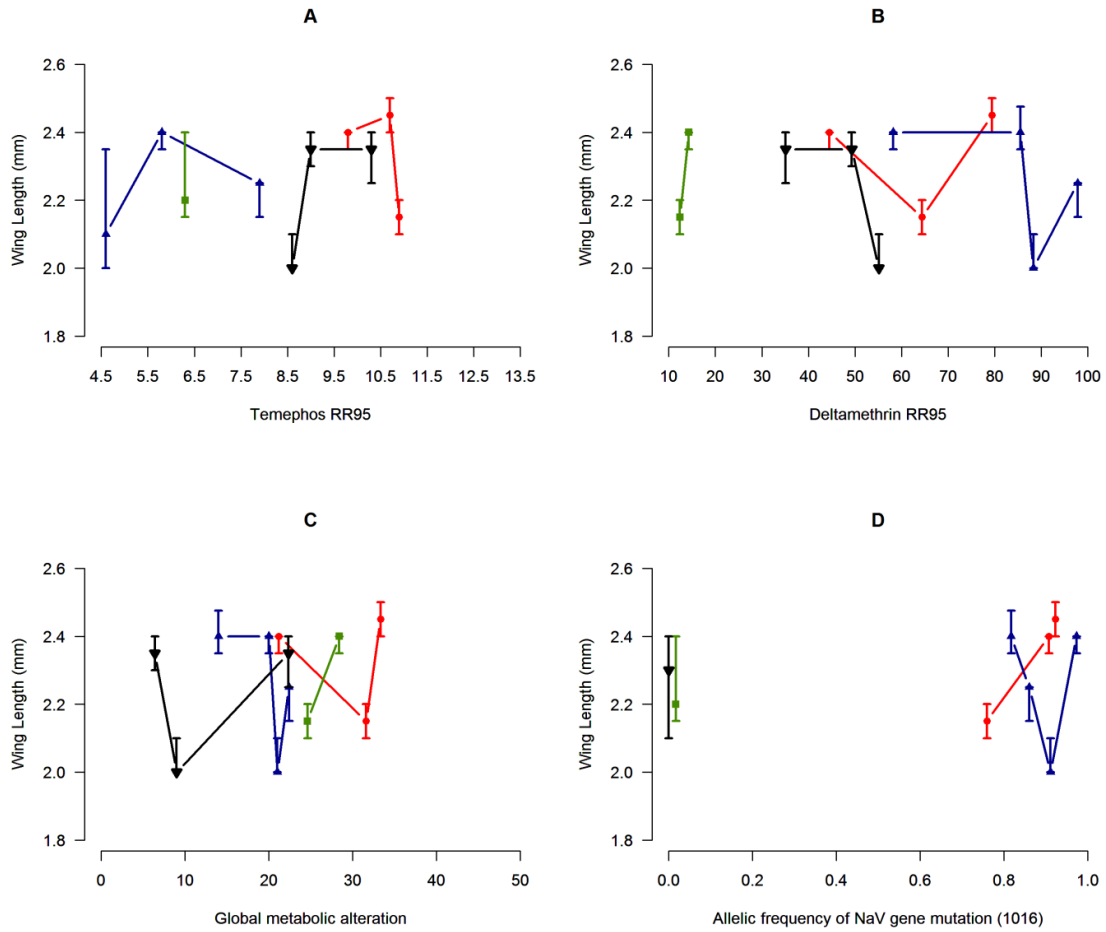 A
Wing Length (mm)
2.6
2.4
2.2
2.0
1.8
4.5 5.5 6.5 7.5 8.5 9.5 10.5 11.5 12.5 13.5
Temephos RR95
B
Wing Length (mm)
2.6
2.4
2.2
2.0
1.8
10 20 30 40 50 60 70 80 90 100
Deltamethrin RR95
C
Wing Length (mm)
2.6
2.4
2.2
2.0
1.8
0 10 20 30 40 50
Global metabolic alteration
D
Wing Length (mm)
2.6
2.4
2.2
2.0
1.8
0.0 0.2 0.4 0.6 0.8 1.0
Allelic frequency of NaV gene mutation (1016)